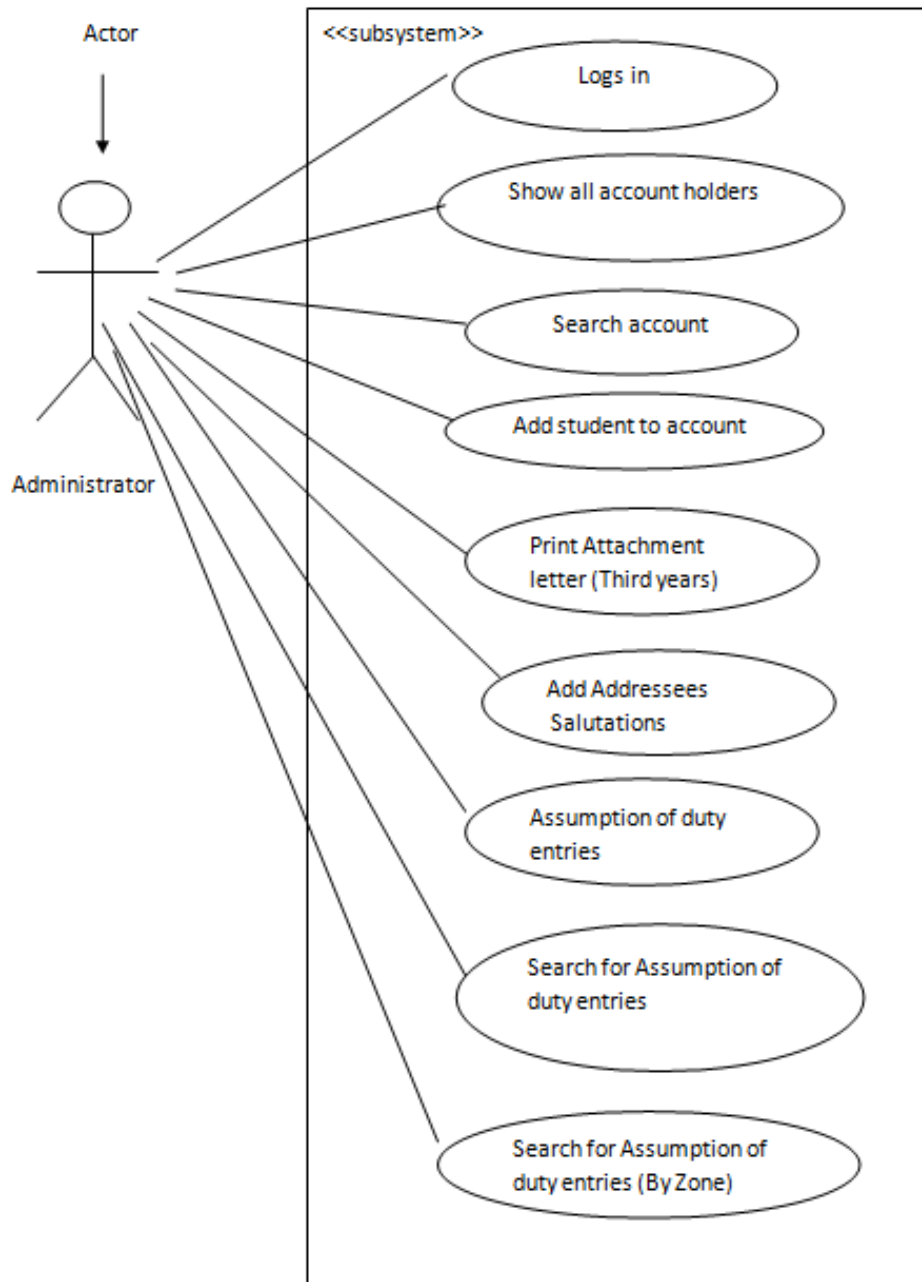 Actor
<<subsystem>>
Logs in
Show all account holders
Search account
Add student to account
Administrator
Print Attachment
letter (Third years)
Add Addressees
Salutations
Assumption of duty
entries
Search for Assumption of
duty entries
Search for Assumption of
duty entries (By Zone)